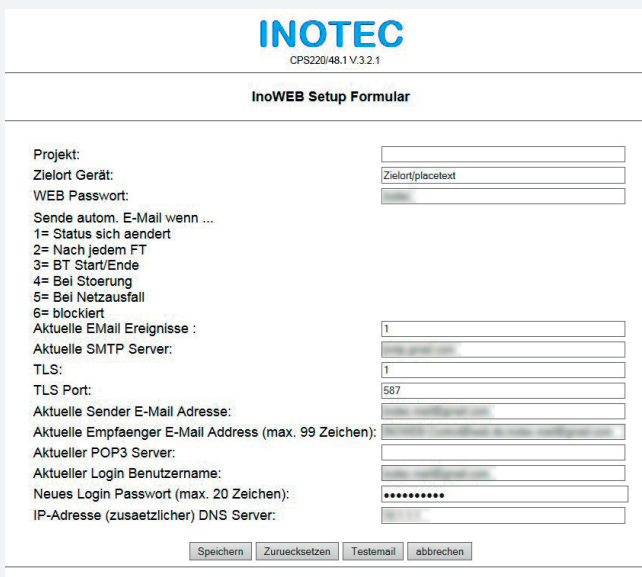 INOTEC
CPS220/48.1 V.3.2.1
InoWEB Setup Formular
Projekt:
Zielort Gerät: Zielort/placetext
WEB Passwort:
Sende autom. E-Mail wenn ...
1= Status sich aendert
2= Nach jedem FT
3= BT Start/Ende
4= Bei Stoerung
5= Bei Netzausfall
6= blockiert
Aktuelle EMail Ereignisse : 1
Aktuelle SMTP Server:
TLS: 1
TLS Port: 587
Aktuelle Sender E-Mail Adresse:
Aktuelle Empfaenger E-Mail Address (max. 99 Zeichen):
Aktueller POP3 Server:
Aktueller Login Benutzername:
Neues Login Passwort (max. 20 Zeichen): ●●●●●●●●●●
IP-Adresse (zusaetzlicher) DNS Server:
Speichern Zuruecksetzen Testemail abbrechen